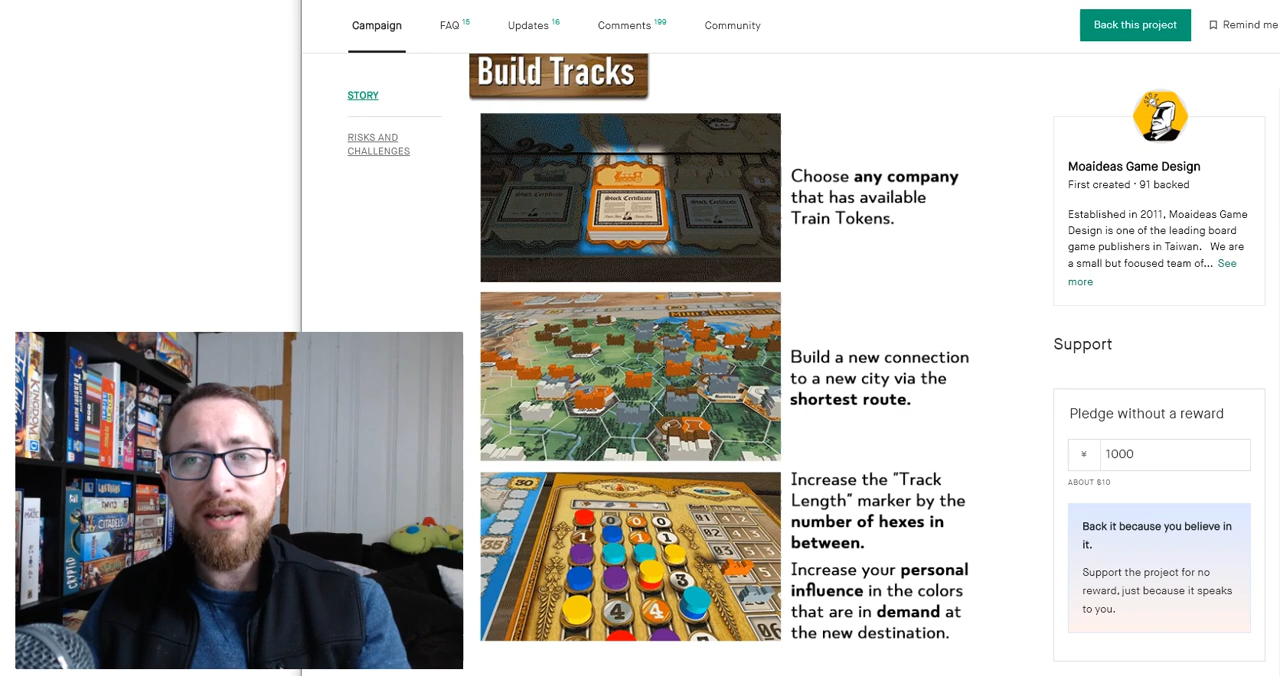 Campaign
FAQ 15
Updates 16
Comments 199
Community
Back this project
Remind me
Build Tracks
STORY
RISKS AND
CHALLENGES
Stock Certificate
Choose any company
that has available
Train Tokens.
Build a new connection
to a new city via the
shortest route.
Increase the "Track
Length" marker by the
number of hexes in
between.
Increase your personal
influence in the colors
that are in demand at
the new destination.
Moaideas Game Design
First created · 91 backed
Established in 2011, Moaideas Game
Design is one of the leading board
game publishers in Taiwan. We are
a small but focused team of... See
more
Support
Pledge without a reward
¥ 1000
ABOUT $10
Back it because you believe in
it.
Support the project for no
reward, just because it speaks
to you.
KINGDOM
CITADELS
CRYPTID